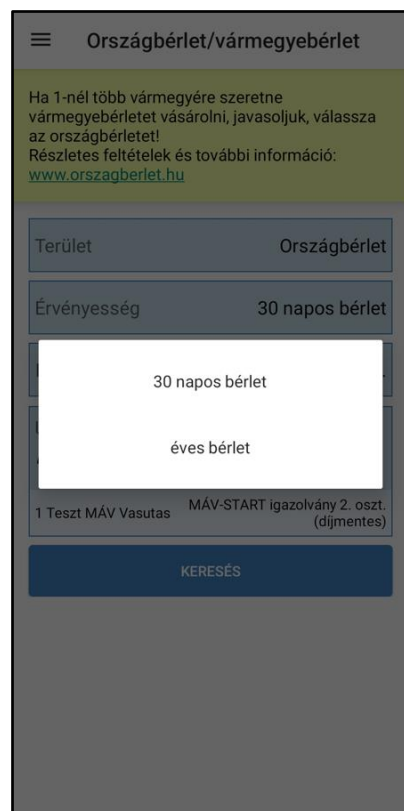 Országbérlet/vármegyebérlet
Ha 1-nél több vármegyére szeretne
vármegyebérletet vásárolni, javasoljuk, válassza
az országbérletet!
Részletes feltételek és további információ:
www.orszagberlet.hu
Terület Országbérlet
Érvényesség 30 napos bérlet
30 napos bérlet
éves bérlet
1 Teszt MÁV Vasutas MÁV-START igazolvány 2. oszt.
(díjmentes)
KERESÉS